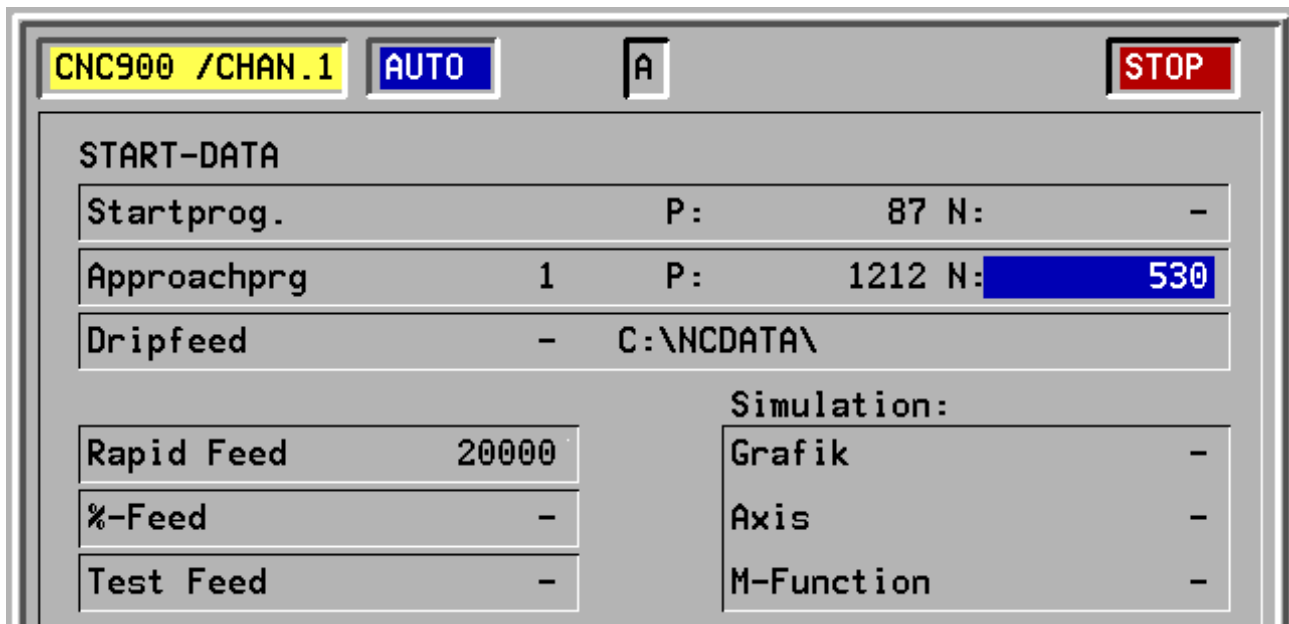 CNC900 /CHAN.1 AUTO A STOP
START-DATA
Startprog. P: 87 N: -
Approachprg 1 P: 1212 N: 530
Dripfeed - C:\NCDATA\
Simulation:
Rapid Feed 20000 Grafik -
%-Feed - Axis -
Test Feed - M-Function -